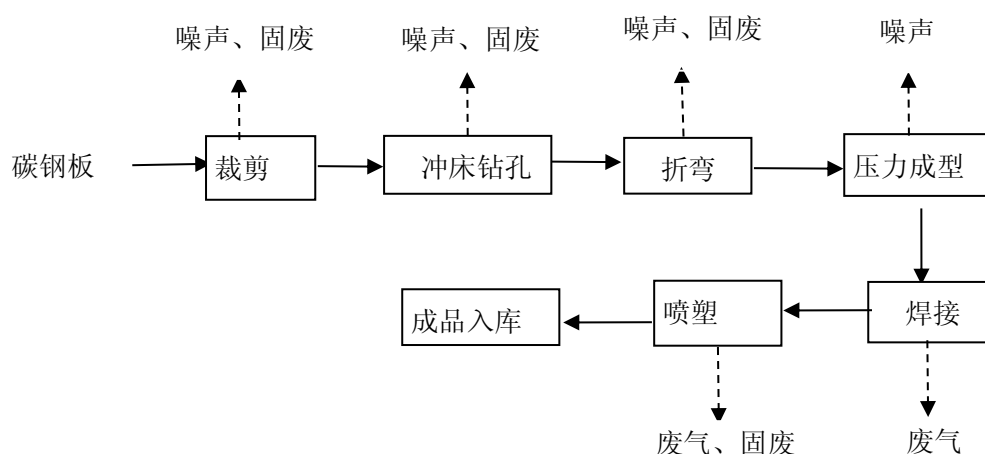 噪声、固废
噪声、固废
噪声、固废
噪声
碳钢板
裁剪
冲床钻孔
折弯
压力成型
成品入库
喷塑
焊接
废气、固废
废气